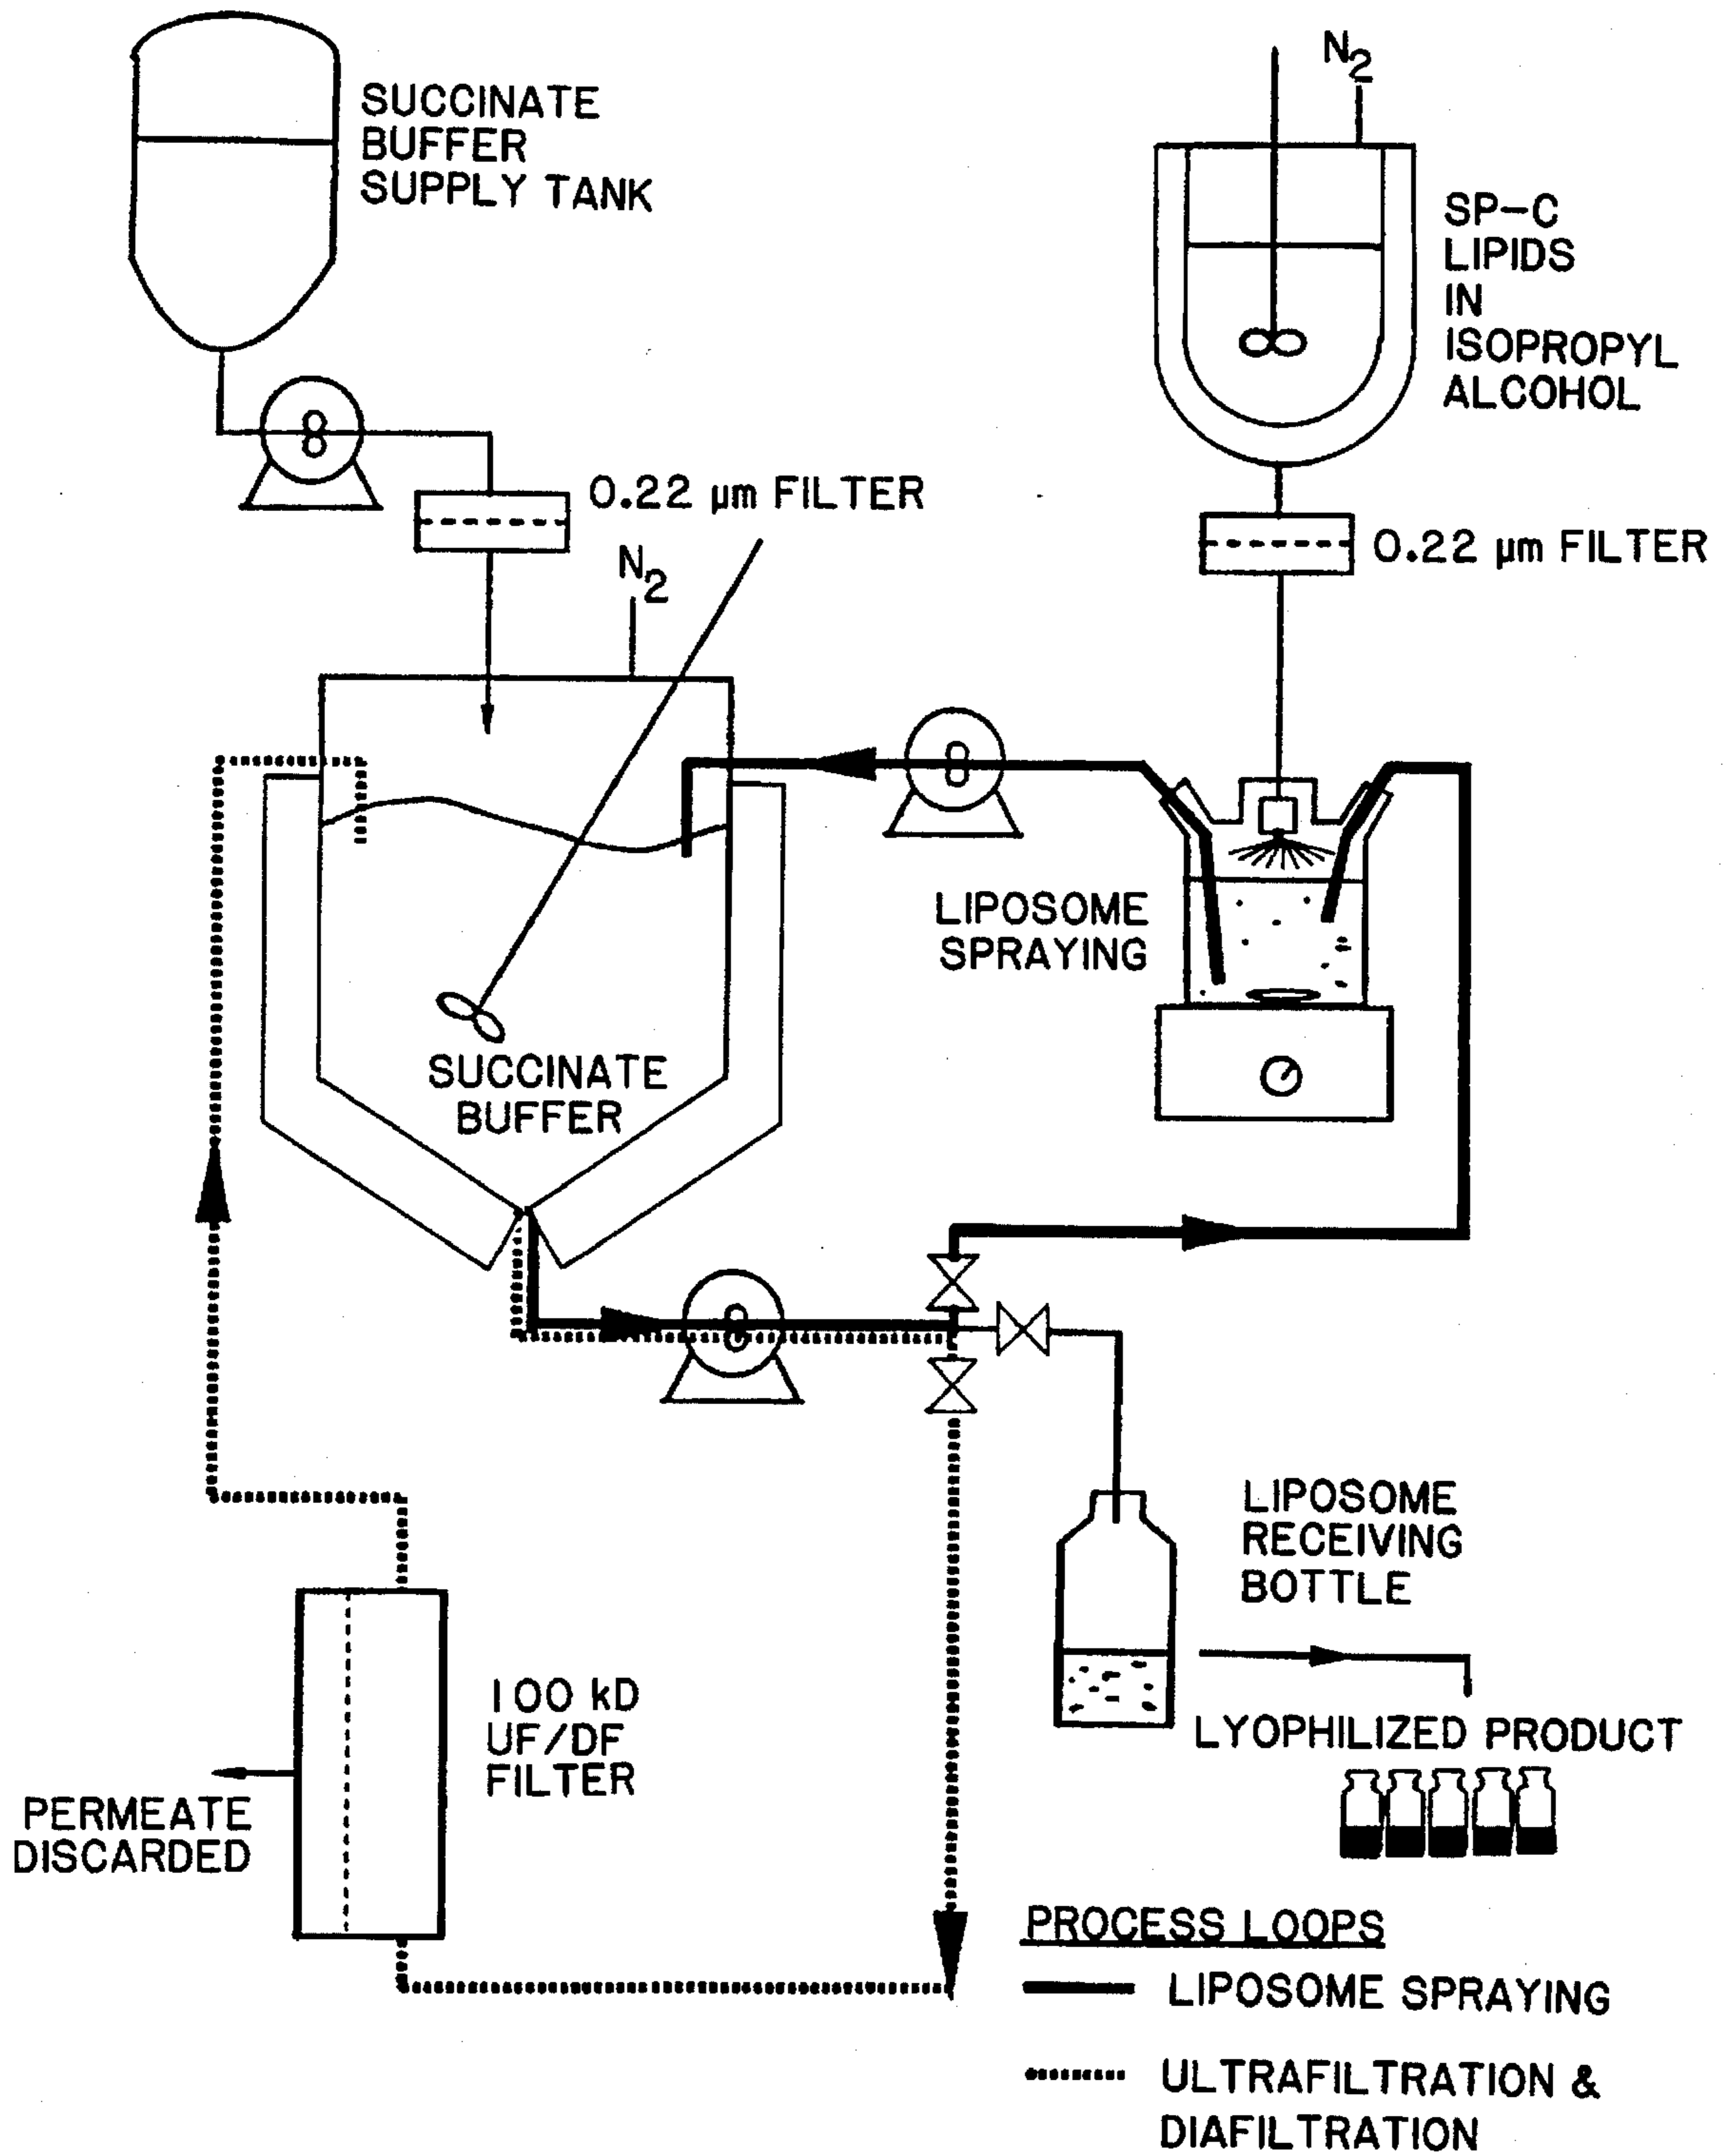 SUCCINATE
BUFFER
SUPPLY TANK
N2
SP-C
LIPIDS
IN
ISOPROPYL
ALCOHOL
0.22 µm FILTER
0.22 µm FILTER
N2
LIPOSOME
SPRAYING
SUCCINATE
BUFFER
LIPOSOME
RECEIVING
BOTTLE
100 kD
UF/DF
FILTER
LYOPHILIZED PRODUCT
PERMEATE
DISCARDED
PROCESS LOOPS
LIPOSOME SPRAYING
ULTRAFILTRATION &
DIAFILTRATION